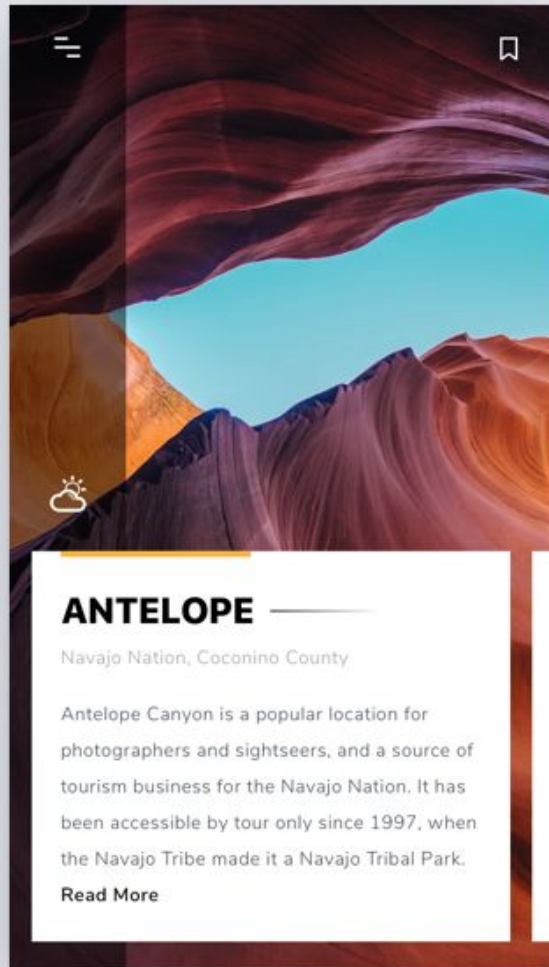 ANTELOPE
Navajo Nation, Coconino County
Antelope Canyon is a popular location for
photographers and sightseers, and a source of
tourism business for the Navajo Nation. It has
been accessible by tour only since 1997, when
the Navajo Tribe made it a Navajo Tribal Park.
Read More